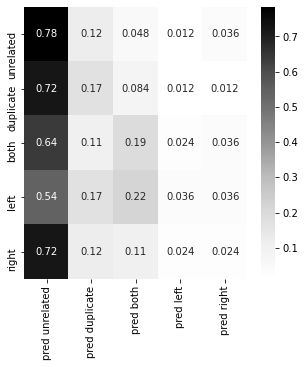 unrelated 0.78 0.12 0.048 0.012 0.036
duplicate 0.72 0.17 0.084 0.012 0.012
both 0.64 0.11 0.19 0.024 0.036
left 0.54 0.17 0.22 0.036 0.036
right 0.72 0.12 0.11 0.024 0.024
pred unrelated
pred duplicate
pred both
pred left
pred right
0.7
0.6
0.5
0.4
0.3
0.2
0.1